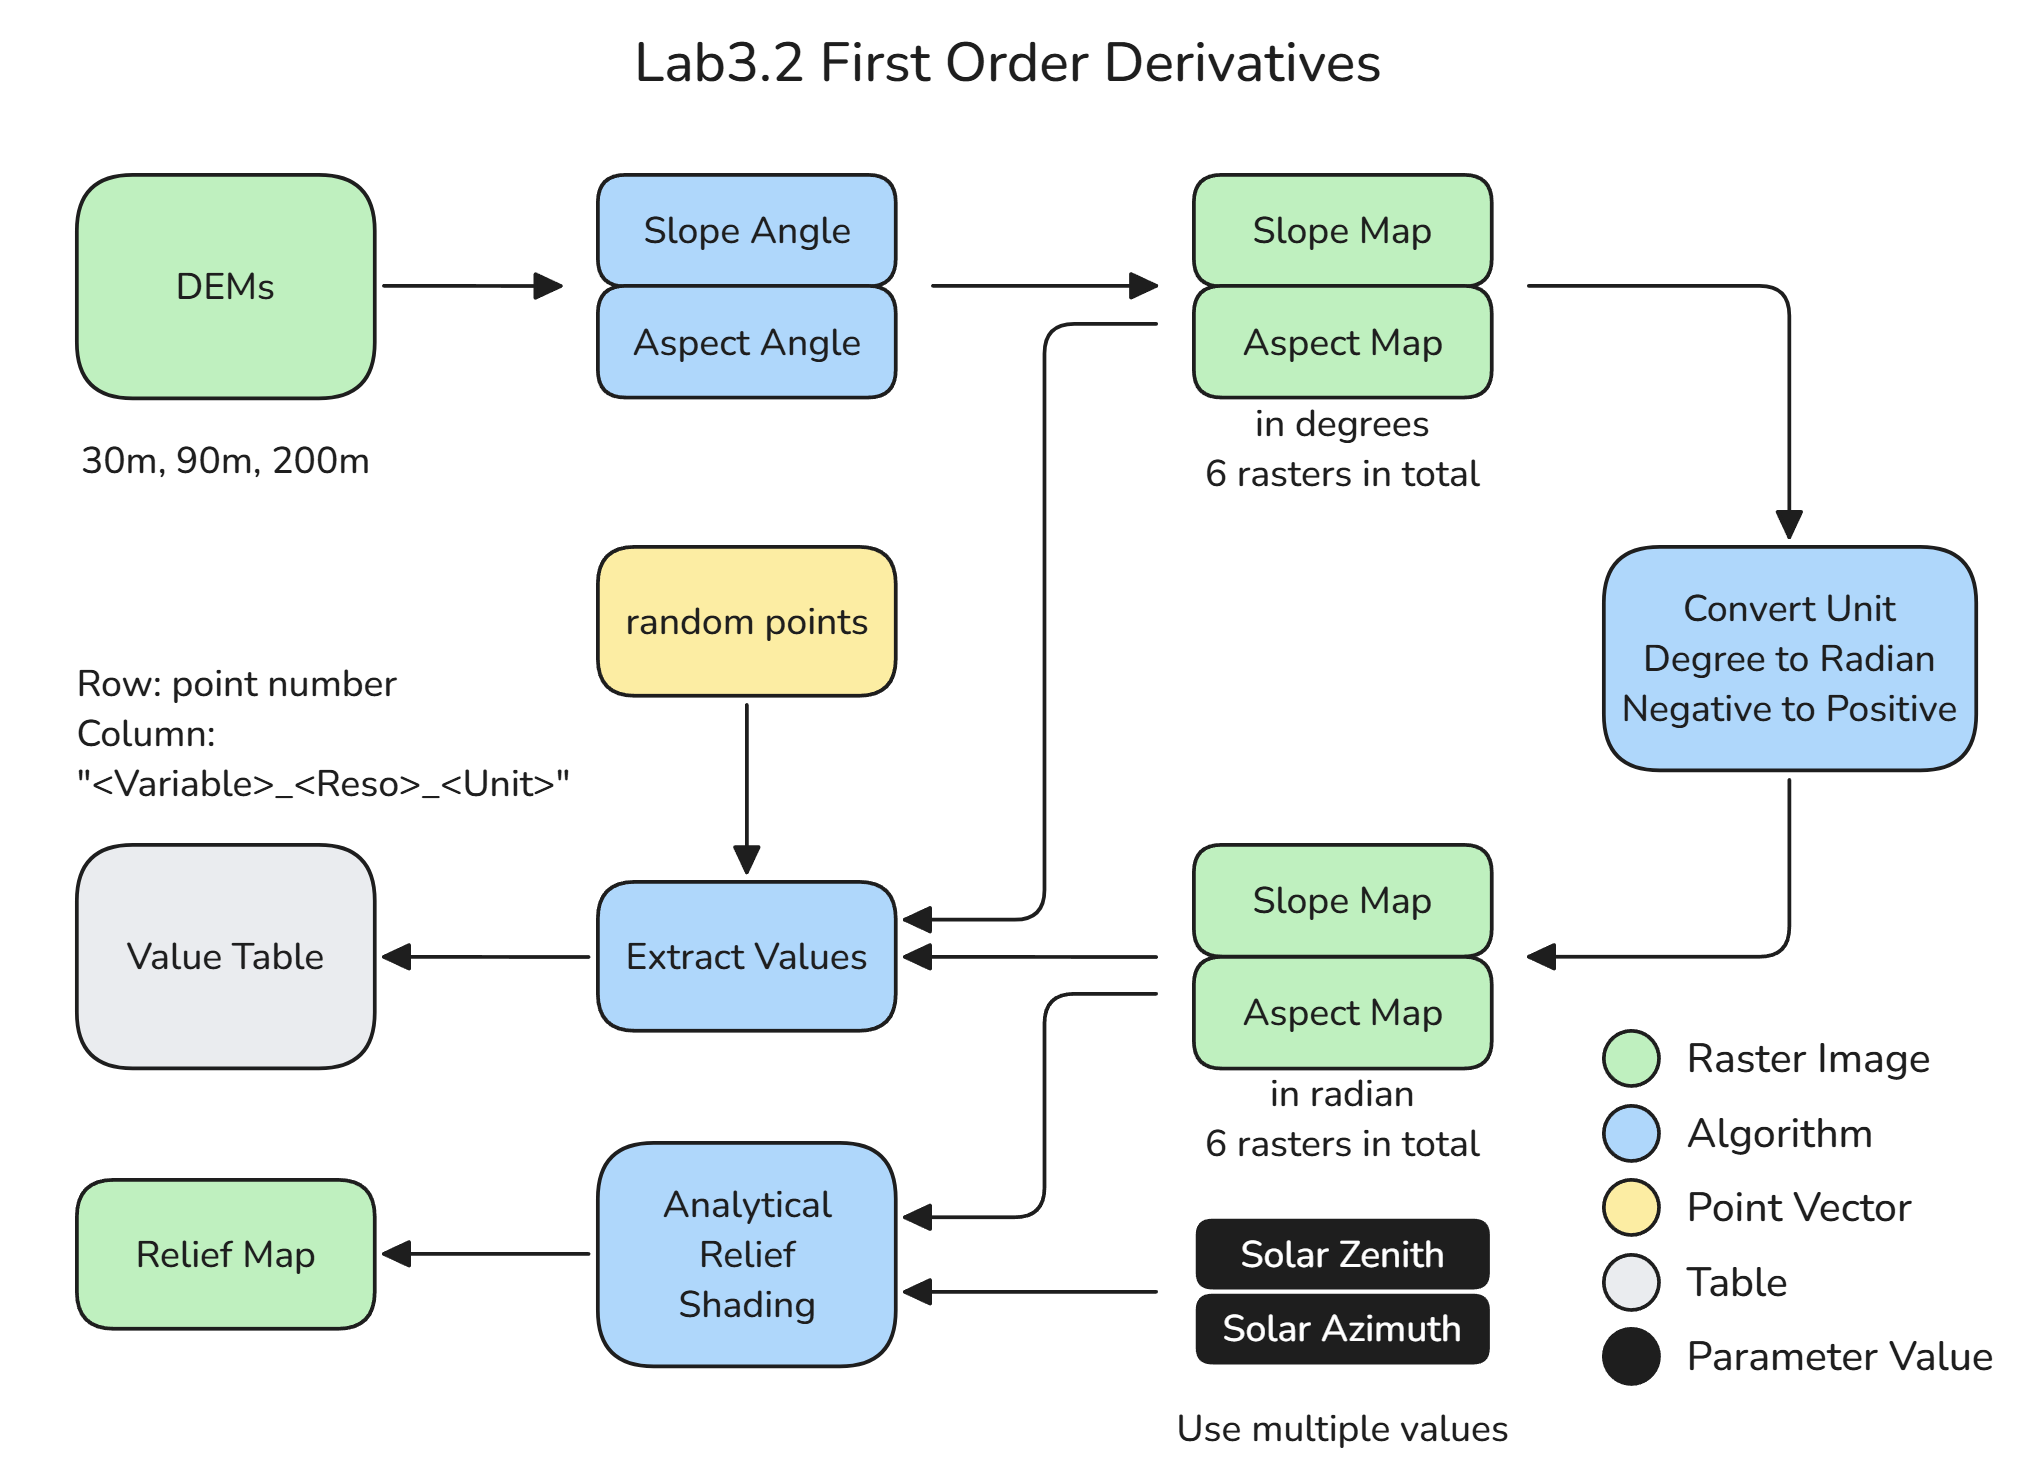 Lab3.2 First Order Derivatives
DEMs
30m, 90m, 200m
Slope Angle
Aspect Angle
Slope Map
Aspect Map
in degrees
6 rasters in total
random points
Convert Unit
Degree to Radian
Negative to Positive
Row: point number
Column:
"<Variable>_<Reso>_<Unit>"
Value Table
Extract Values
Slope Map
Aspect Map
in radian
6 rasters in total
Relief Map
Analytical
Relief
Shading
Solar Zenith
Solar Azimuth
Use multiple values
Raster Image
Algorithm
Point Vector
Table
Parameter Value